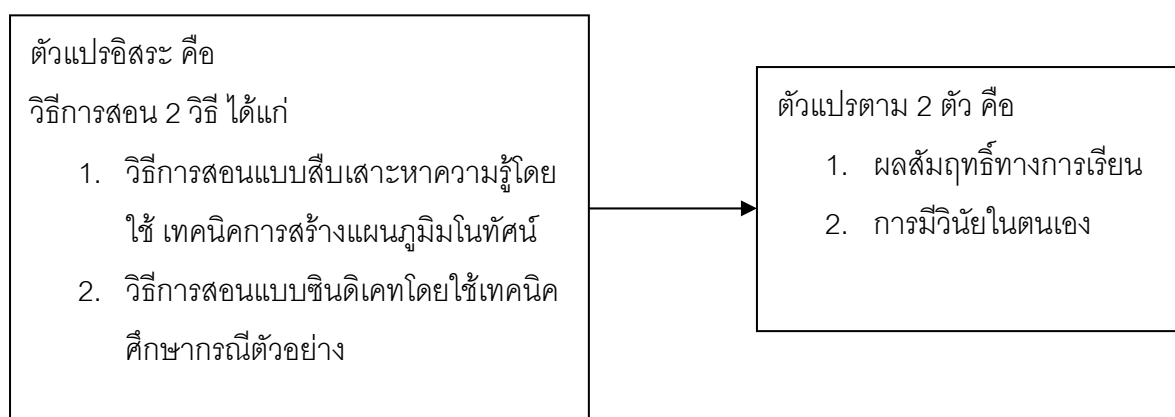 ตัวแปรอิสระ คือ
วิธีการสอน 2 วิธี ได้แก่
1. วิธีการสอนแบบสืบเสาะหาความรู้โดย
ใช้ เทคนิคการสร้างแผนภูมิมโนทัศน์
2. วิธีการสอนแบบซินดิเคทโดยใช้เทคนิค
ศึกษากรณีตัวอย่าง
ตัวแปรตาม 2 ตัว คือ
1. ผลสัมฤทธิ์ทางการเรียน
2. การมีวินัยในตนเอง